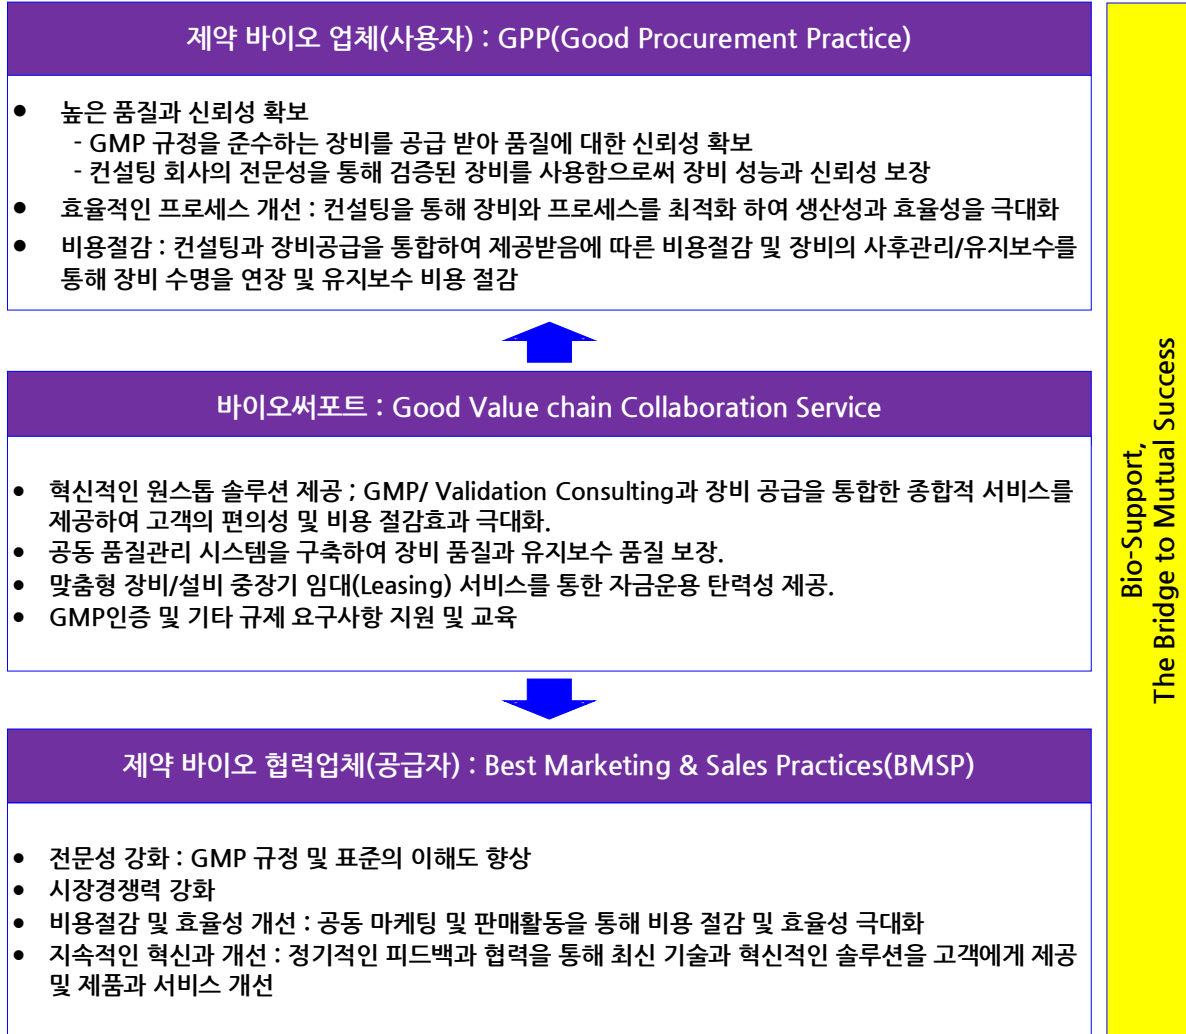 제약 바이오 업체(사용자) : GPP(Good Procurement Practice)
● 높은 품질과 신뢰성 확보
- GMP 규정을 준수하는 장비를 공급 받아 품질에 대한 신뢰성 확보
- 컨설팅 회사의 전문성을 통해 검증된 장비를 사용함으로써 장비 성능과 신뢰성 보장
● 효율적인 프로세스 개선 : 컨설팅을 통해 장비와 프로세스를 최적화 하여 생산성과 효율성을 극대화
● 비용절감 : 컨설팅과 장비공급을 통합하여 제공받음에 따른 비용절감 및 장비의 사후관리/유지보수를
통해 장비 수명을 연장 및 유지보수 비용 절감
바이오써포트 : Good Value chain Collaboration Service
● 혁신적인 원스톱 솔루션 제공 ; GMP/ Validation Consulting과 장비 공급을 통합한 종합적 서비스를
제공하여 고객의 편의성 및 비용 절감효과 극대화.
● 공동 품질관리 시스템을 구축하여 장비 품질과 유지보수 품질 보장.
● 맞춤형 장비/설비 중장기 임대(Leasing) 서비스를 통한 자금운용 탄력성 제공.
● GMP인증 및 기타 규제 요구사항 지원 및 교육
제약 바이오 협력업체(공급자) : Best Marketing & Sales Practices(BMSP)
● 전문성 강화 : GMP 규정 및 표준의 이해도 향상
● 시장경쟁력 강화
● 비용절감 및 효율성 개선 : 공동 마케팅 및 판매활동을 통해 비용 절감 및 효율성 극대화
● 지속적인 혁신과 개선 : 정기적인 피드백과 협력을 통해 최신 기술과 혁신적인 솔루션을 고객에게 제공
및 제품과 서비스 개선
Bio-Support,
The Bridge to Mutual Success